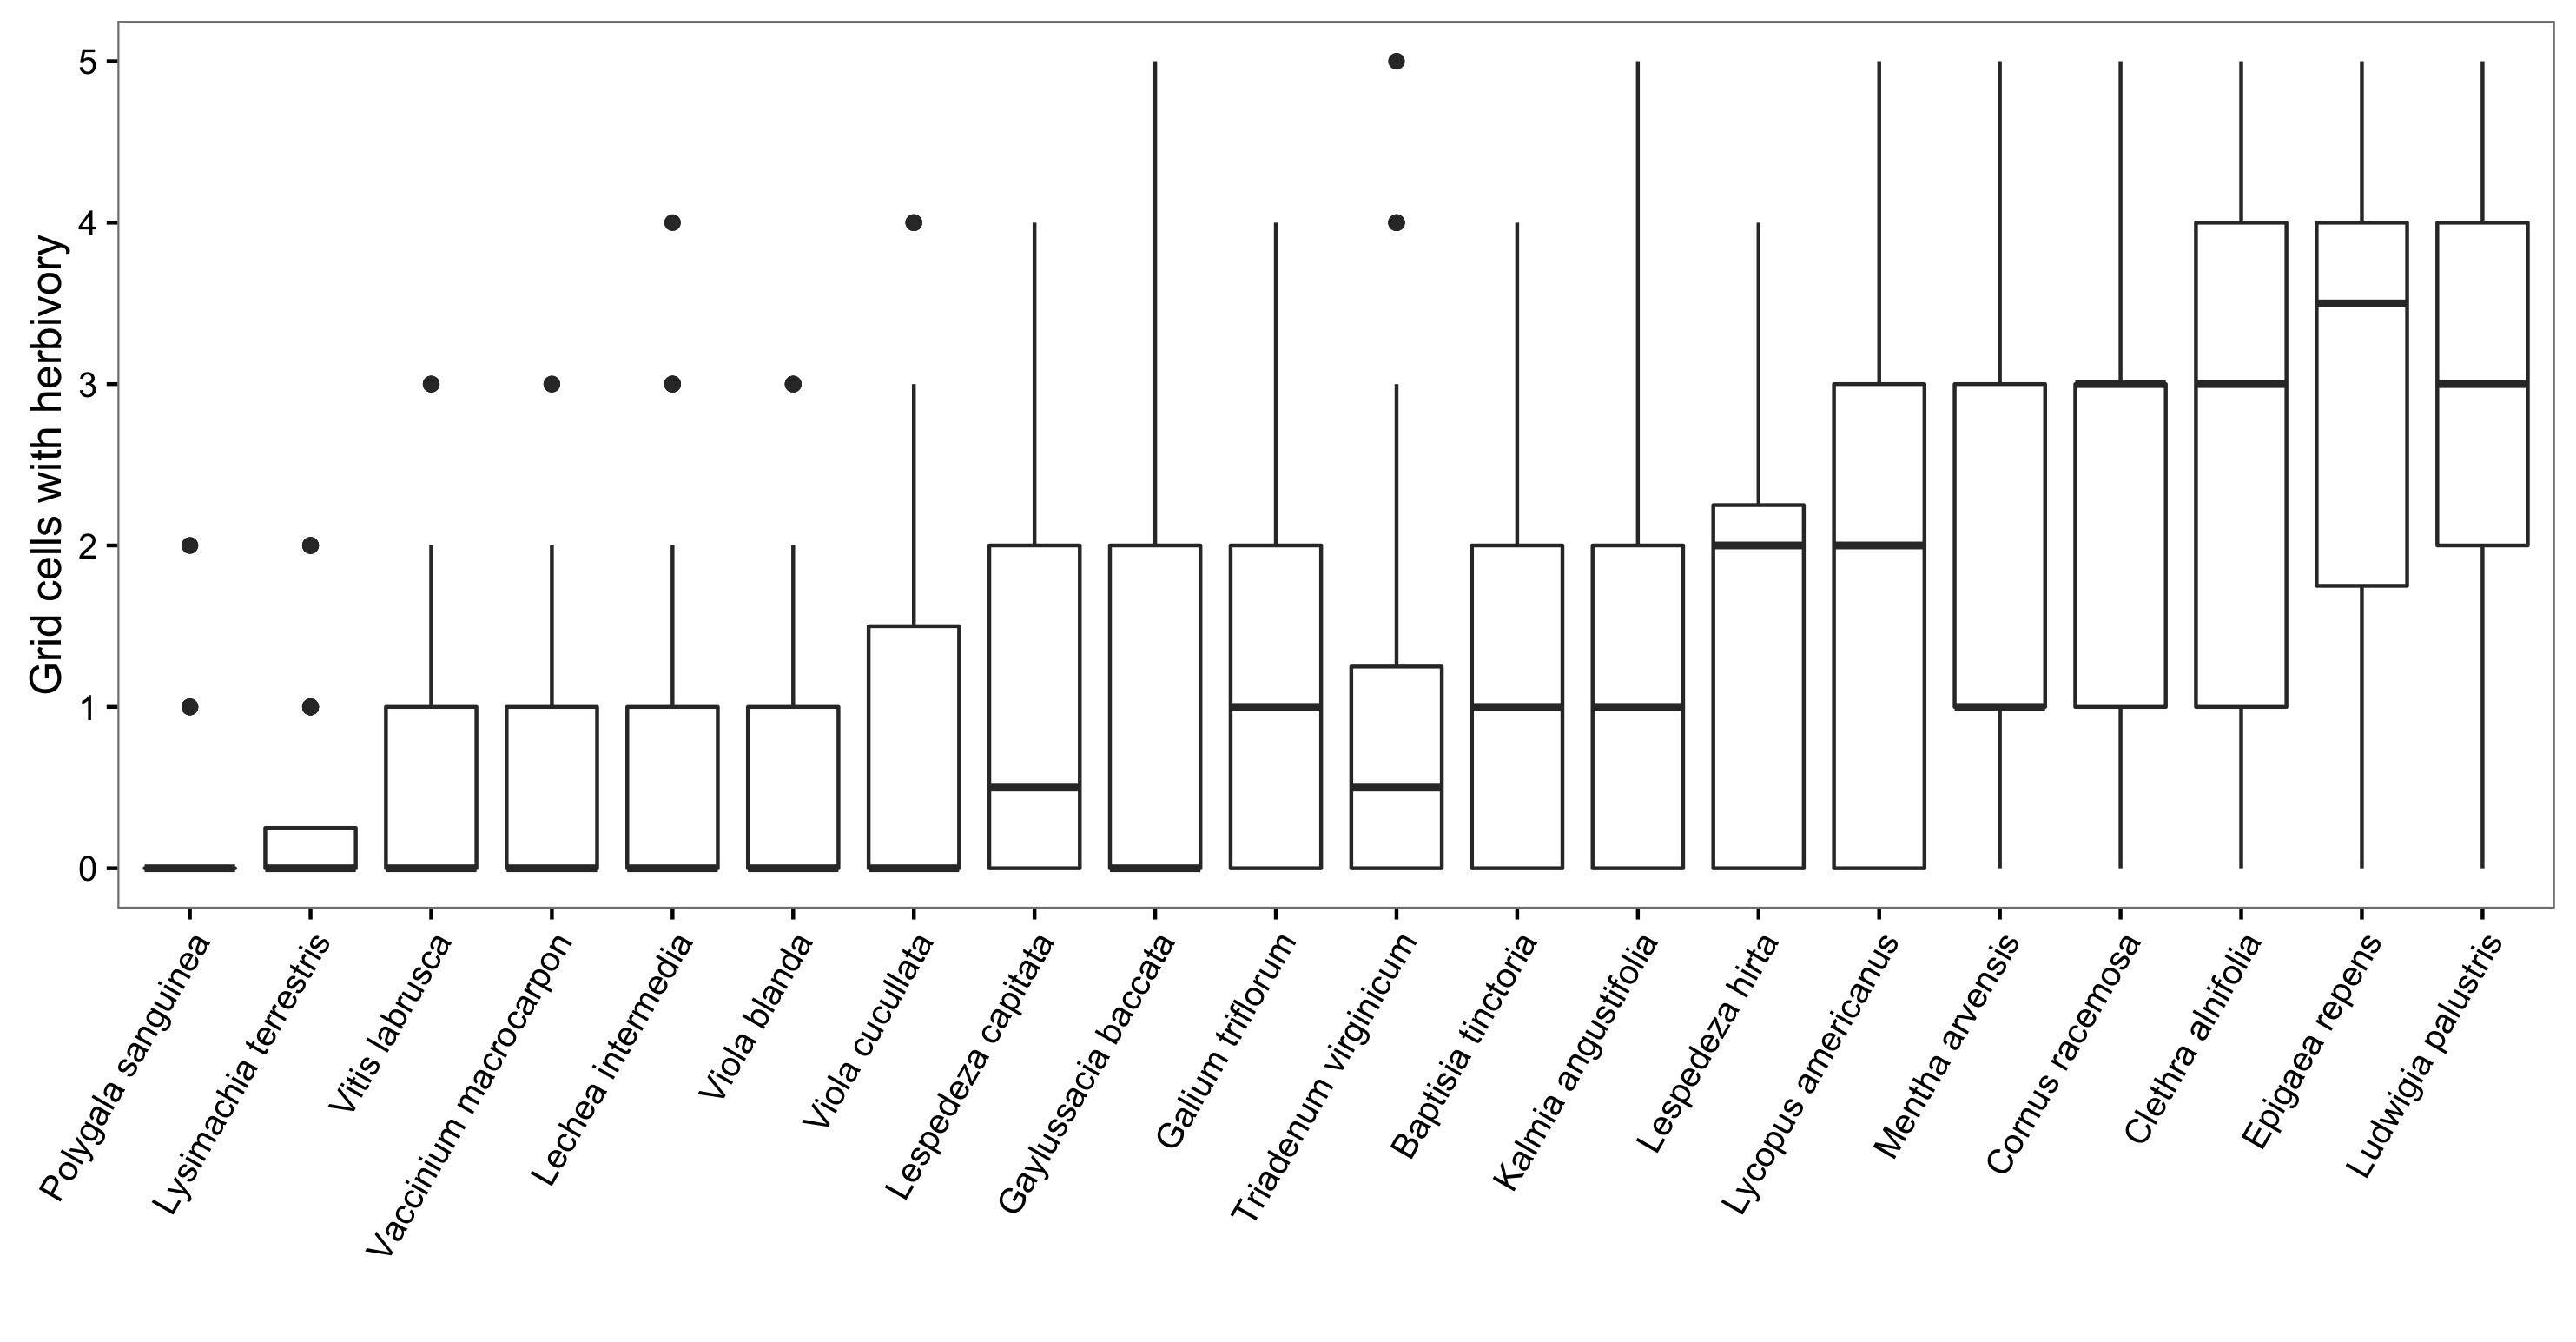 Grid cells with herbivory
5
4
3
2
1
0
Polygala sanguinea
Lysimachia terrestris
Vitis labrusca
Vaccinium macrocarpon
Lechea intermedia
Viola blanda
Viola cucullata
Lespedeza capitata
Gaylussacia baccata
Galium triflorum
Triadenum virginicum
Baptisia tinctoria
Kalmia angustifolia
Lespedeza hirta
Lycopus americanus
Mentha arvensis
Cornus racemosa
Clethra alnifolia
Epigaea repens
Ludwigia palustris